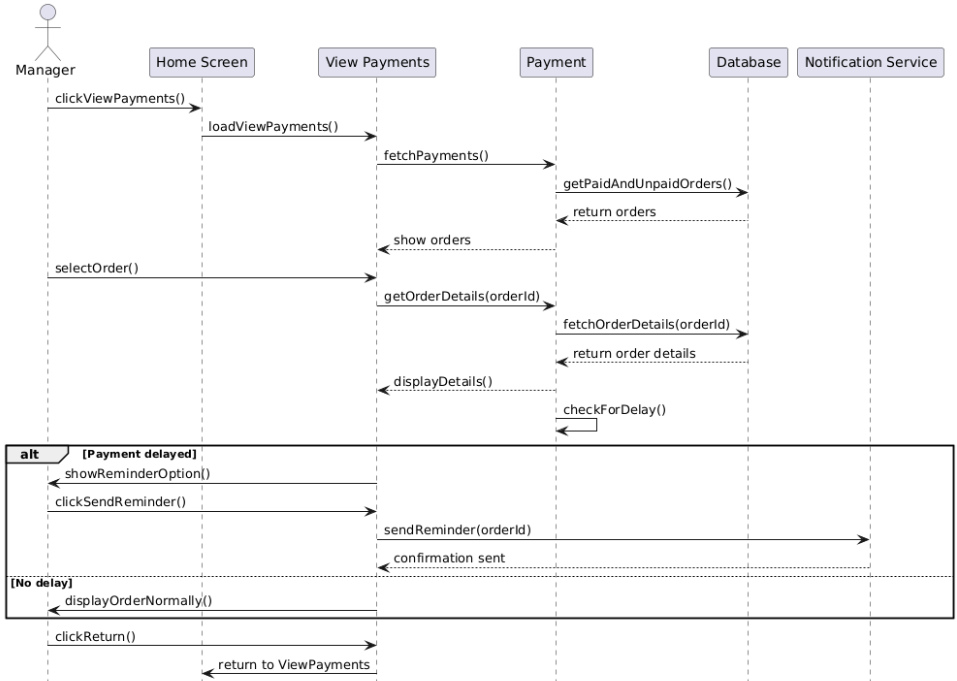 Manager
Home Screen
View Payments
Payment
Database
Notification Service
clickViewPayments()
loadViewPayments()
fetchPayments()
getPaidAndUnpaidOrders()
return orders
show orders
selectOrder()
getOrderDetails(orderId)
fetchOrderDetails(orderId)
return order details
displayDetails()
checkForDelay()
alt
[Payment delayed]
showReminderOption()
clickSendReminder()
sendReminder(orderId)
confirmation sent
[No delay]
displayOrderNormally()
clickReturn()
return to ViewPayments